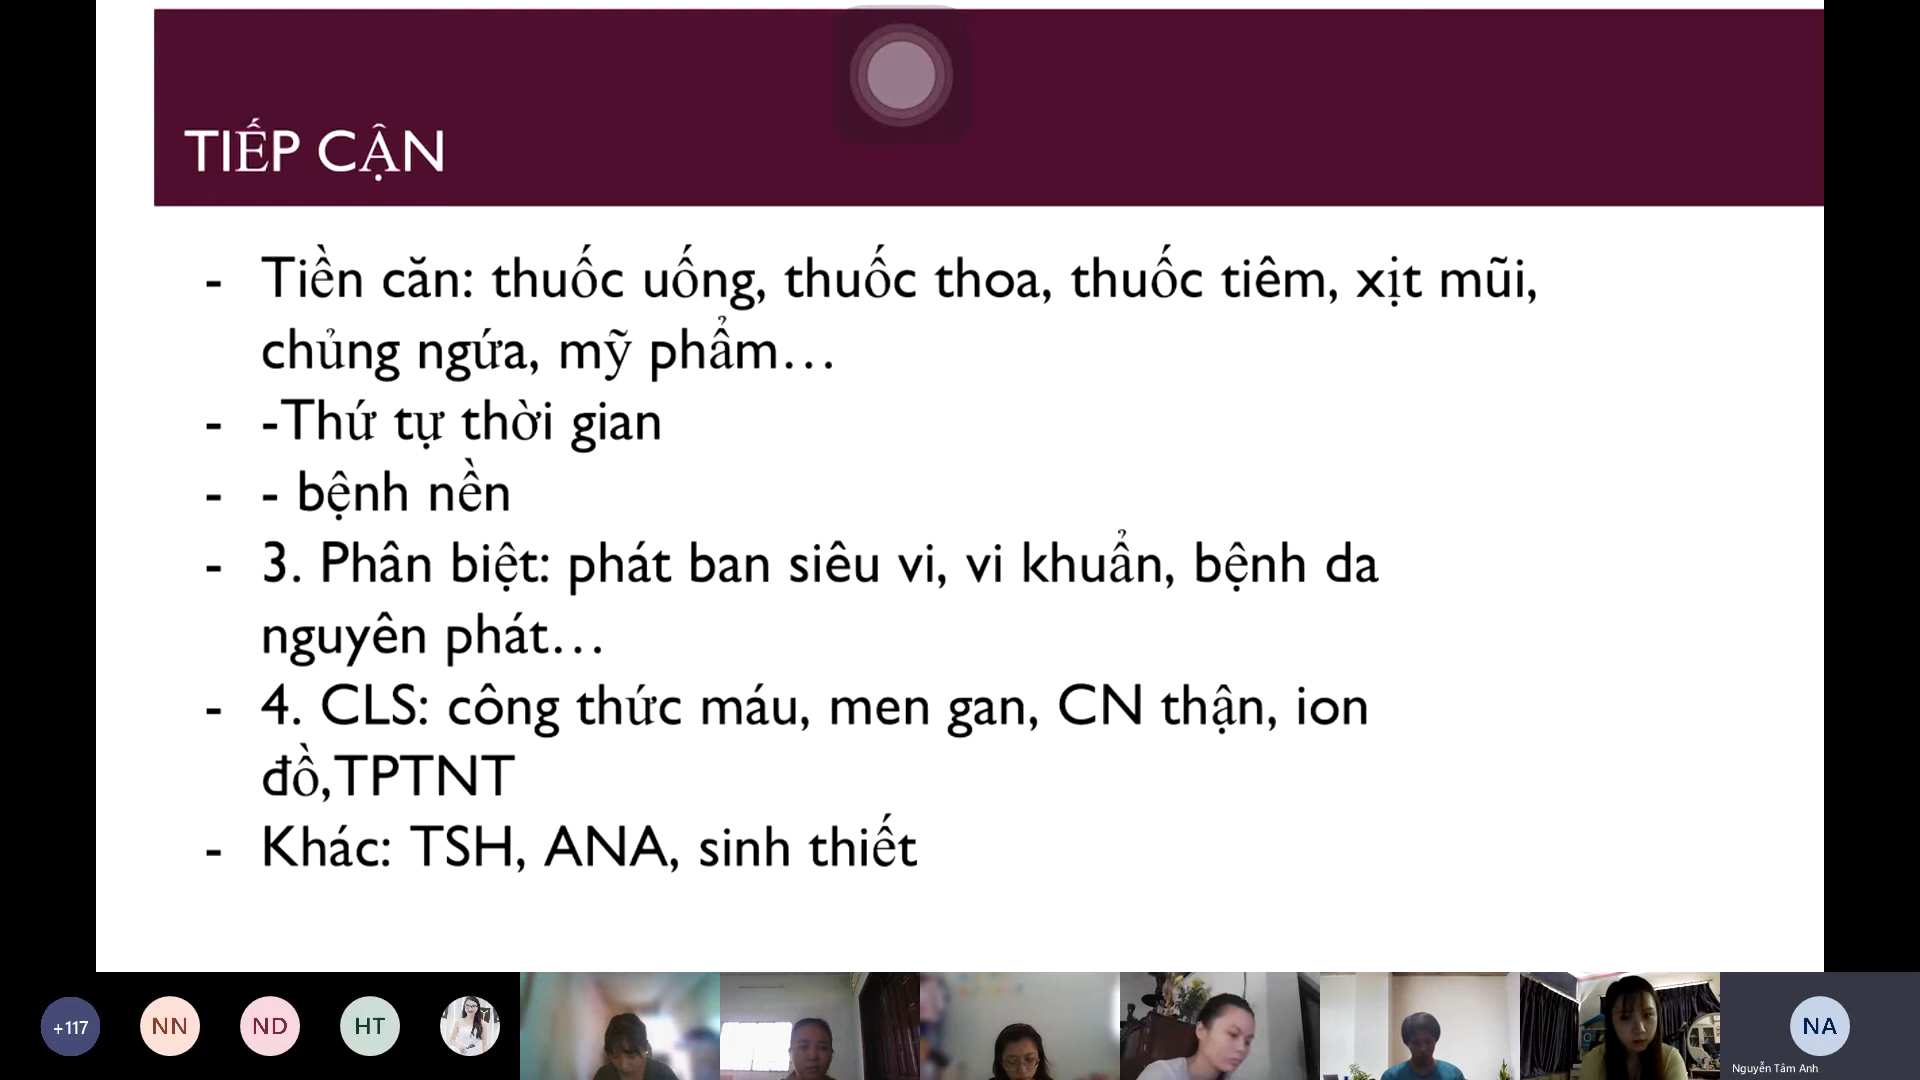 TIẾP CẬN
- Tiền căn: thuốc uống, thuốc thoa, thuốc tiêm, xịt mũi,
chủng ngứa, mỹ phẩm…
- -Thứ tự thời gian
- - bệnh nền
- 3. Phân biệt: phát ban siêu vi, vi khuẩn, bệnh da
nguyên phát…
- 4. CLS: công thức máu, men gan, CN thận, ion
đồ,TPTNT
- Khác: TSH, ANA, sinh thiết
+117
NN
ND
HT
NA
Nguyễn Tâm Anh